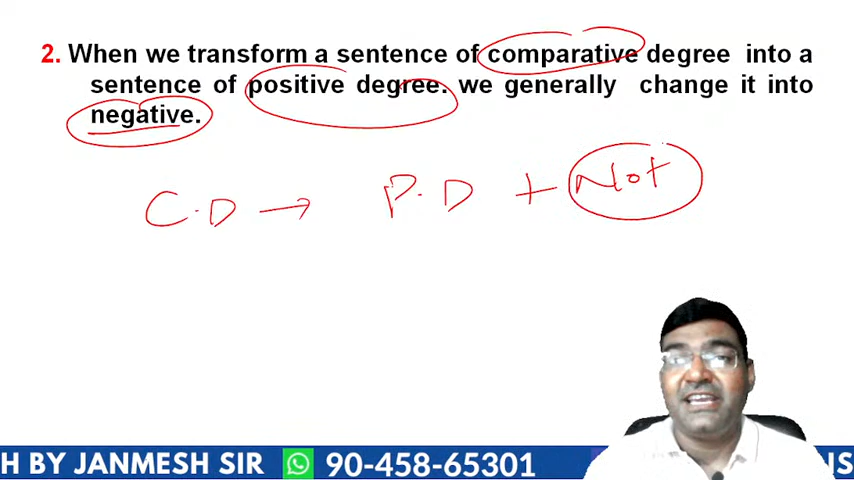 2. When we transform a sentence of comparative degree into a
sentence of positive degree. we generally change it into
negative.
C.D → P.D + Not
H BY JANMESH SIR 90-458-65301 NS